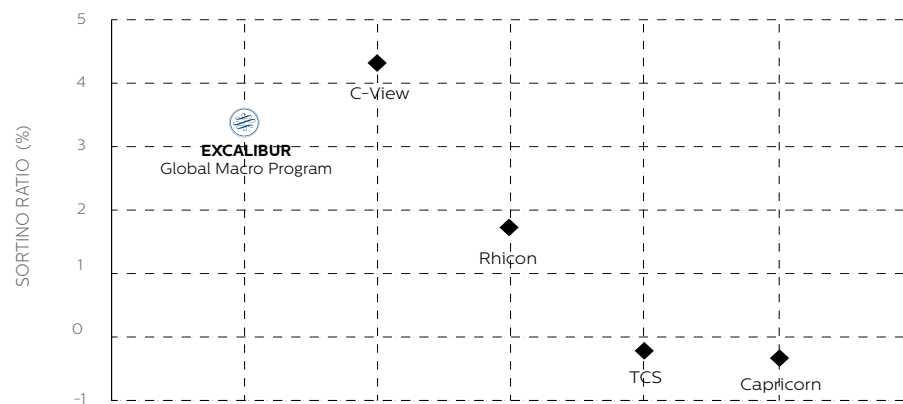 5
4
C-View
3
EXCALIBUR
Global Macro Program
2
Rhicon
1
0
TCS
Capricorn
-1
SORTINO RATIO (%)